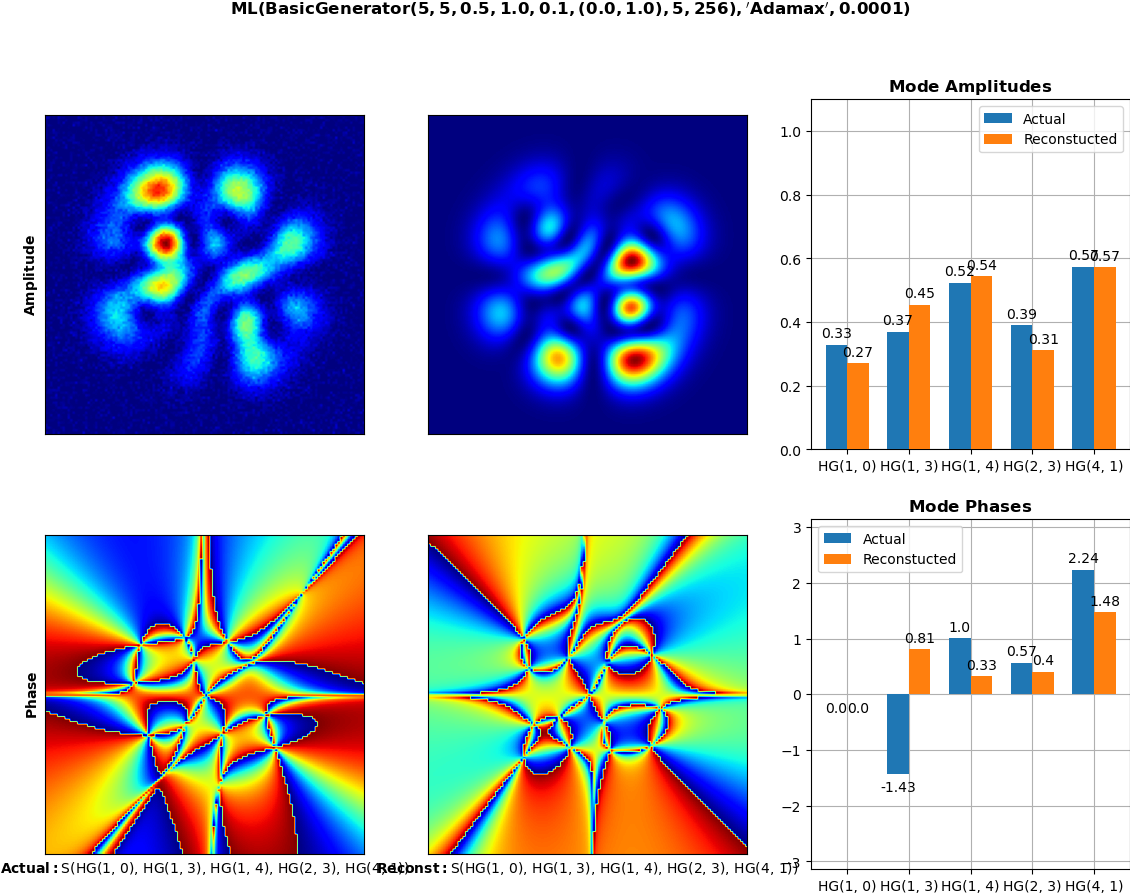 ML(BasicGenerator(5, 5, 0.5, 1.0, 0.1, (0.0, 1.0), 5, 256), ′Adamax′, 0.0001)
Amplitude
Mode Amplitudes
Actual
Reconstucted
1.0
0.8
0.6
0.4
0.2
0.0
0.33
0.27
0.37
0.45
0.52
0.54
0.39
0.31
0.57
0.57
HG(1, 0) HG(1, 3) HG(1, 4) HG(2, 3) HG(4, 1)
Phase
Mode Phases
Actual
Reconstucted
3
2
1
0
−1
−2
−3
0.0
0.0
-1.43
0.81
1.0
0.33
0.57
0.4
2.24
1.48
HG(1, 0) HG(1, 3) HG(1, 4) HG(2, 3) HG(4, 1)
Actual: S(HG(1, 0), HG(1, 3), HG(1, 4), HG(2, 3), HG(4, 1))
Reconst: S(HG(1, 0), HG(1, 3), HG(1, 4), HG(2, 3), HG(4, 1))